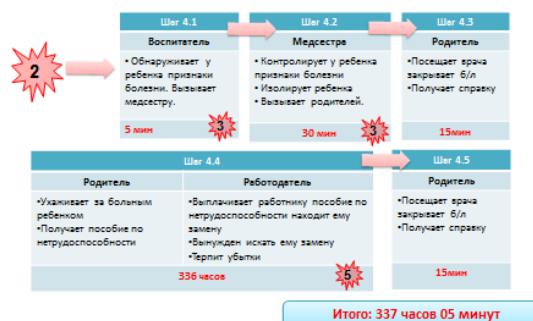 Шаг 4.1
Воспитатель
• Обнаруживает у
ребенка признаки
болезни. Вызывает
медсестру.
5 мин
3
2
Шаг 4.2
Медсестра
• Контролирует у ребенка
признаки болезни
• Изолирует ребенка
• Вызывает родителей.
30 мин
3
Шаг 4.3
Родитель
•Посещает врача
закрывает б/л
•Получает справку
15мин
Шаг 4.4
Родитель
•Ухаживает за больным
ребенком
•Получает пособие по
нетрудоспособности
Работодатель
•Выплачивает работнику пособие по
нетрудоспособности находит ему
замену
•Вынужден искать ему замену
•Терпит убытки
336 часов
5
Шаг 4.5
Родитель
•Посещает врача
закрывает б/л
•Получает справку
15мин
Итого: 337 часов 05 минут